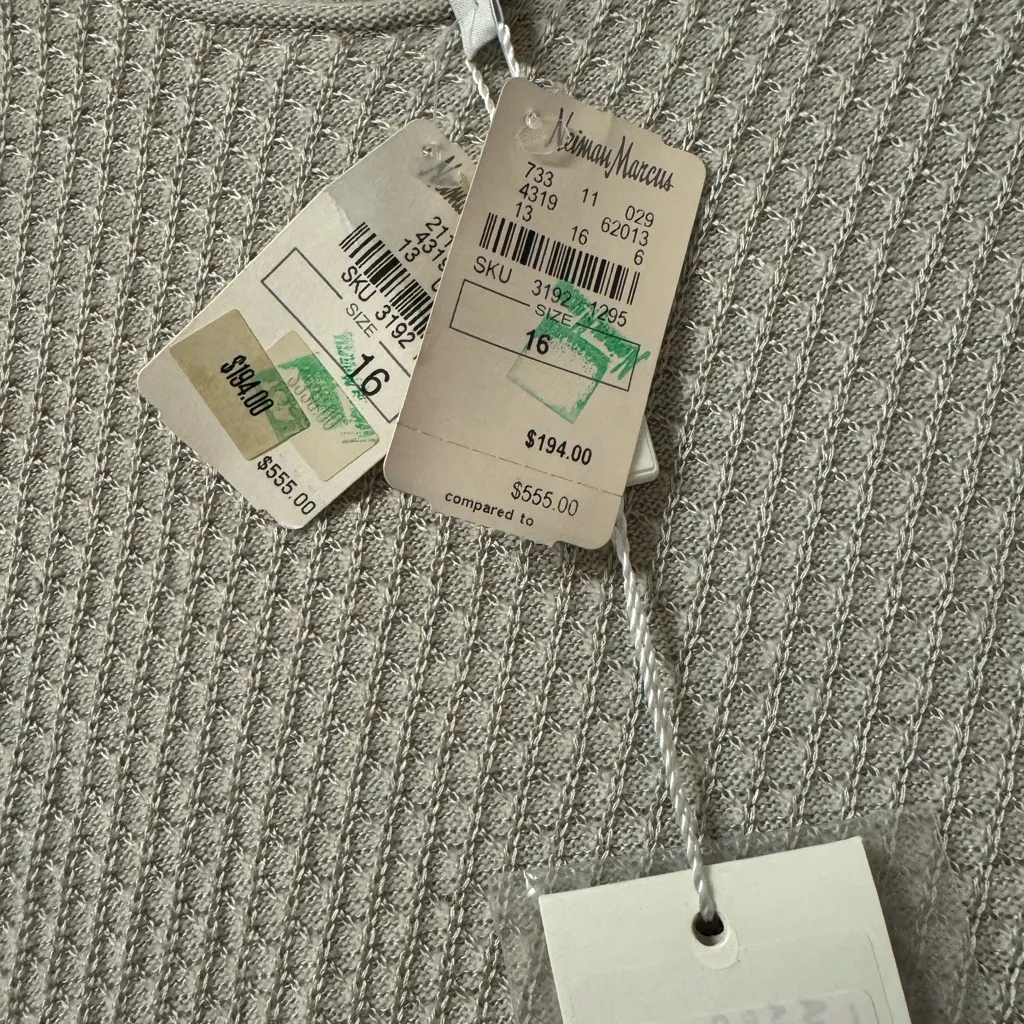 Neiman Marcus
733 11 029
4319 62013
13 16 6
SKU 3192 1295
SIZE
16
$194.00
$555.00
compared to
13
SKU 3192
SIZE
16
$194.00
$555.00